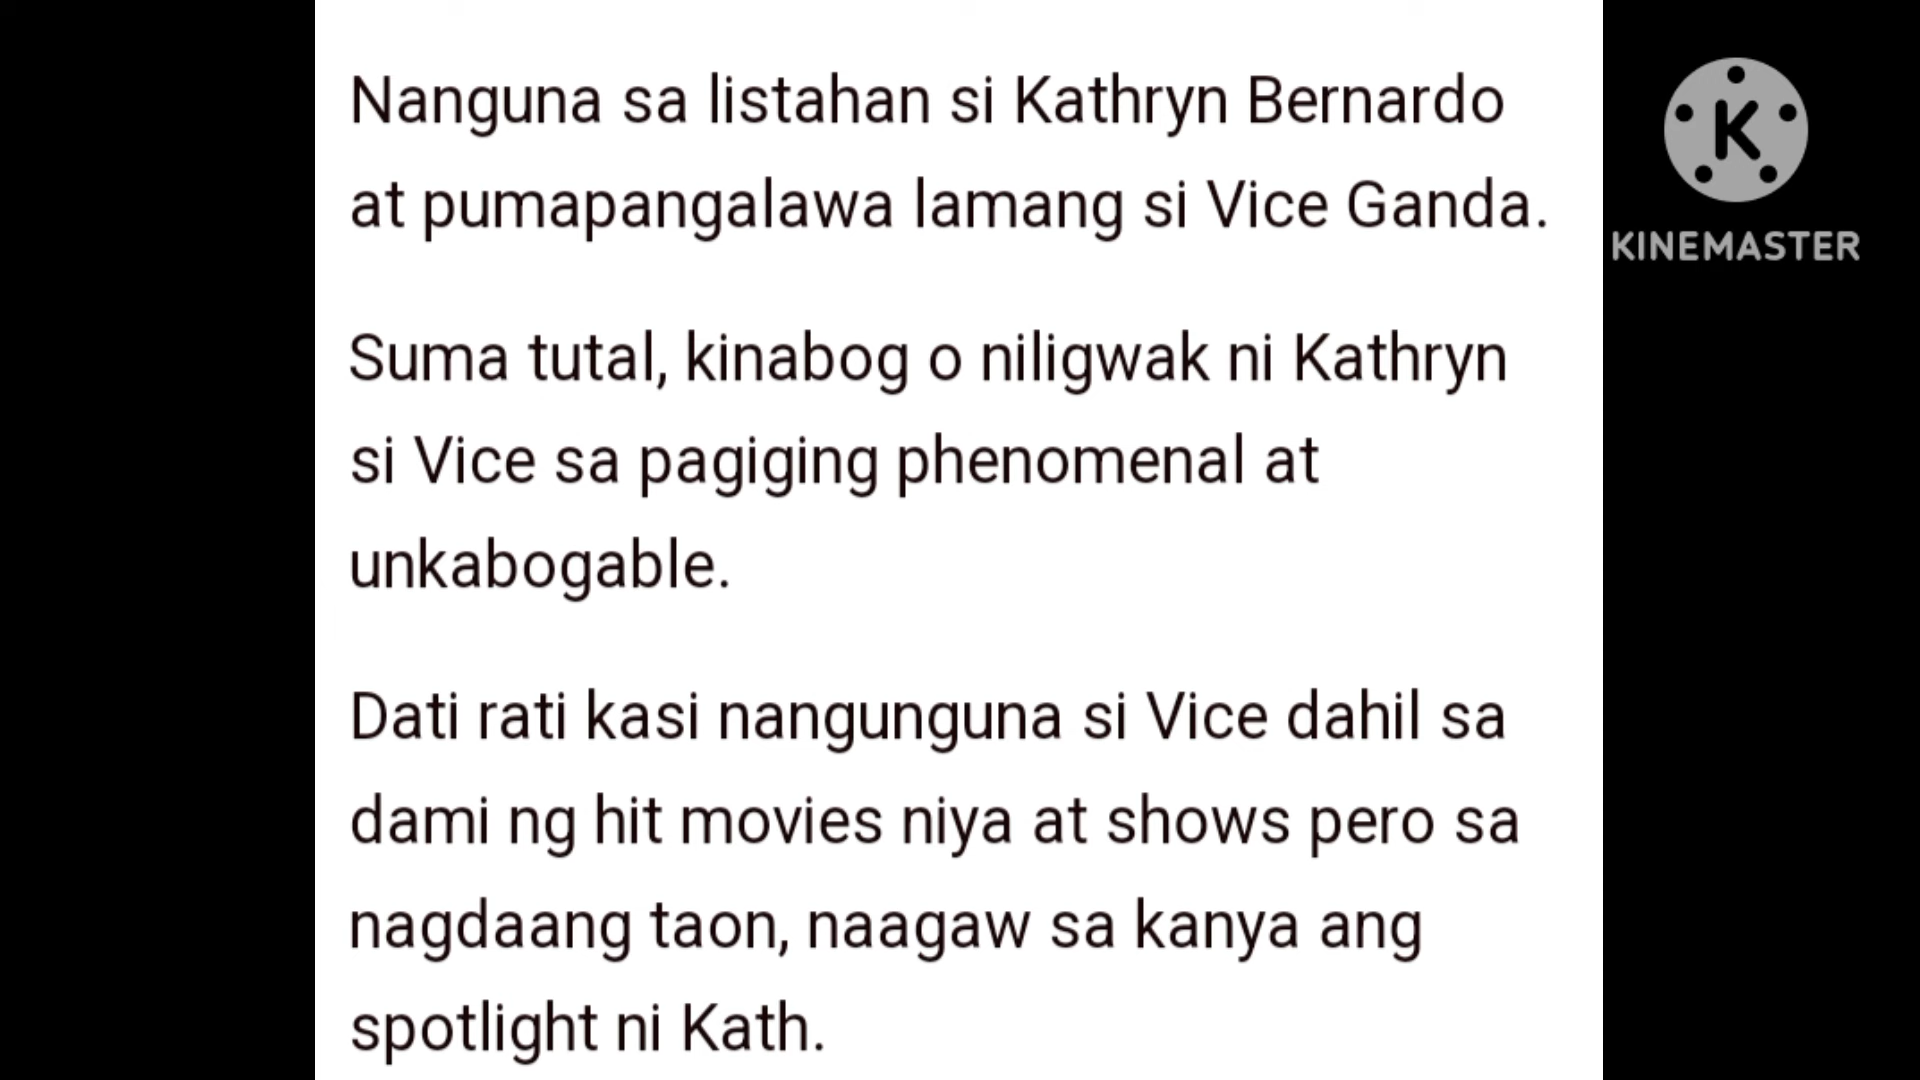 Nanguna sa listahan si Kathryn Bernardo
at pumapangalawa lamang si Vice Ganda.
Suma tutal, kinabog o niligwak ni Kathryn
si Vice sa pagiging phenomenal at
unkabogable.
Dati rati kasi nangunguna si Vice dahil sa
dami ng hit movies niya at shows pero sa
nagdaang taon, naagaw sa kanya ang
spotlight ni Kath.
K
KINEMASTER